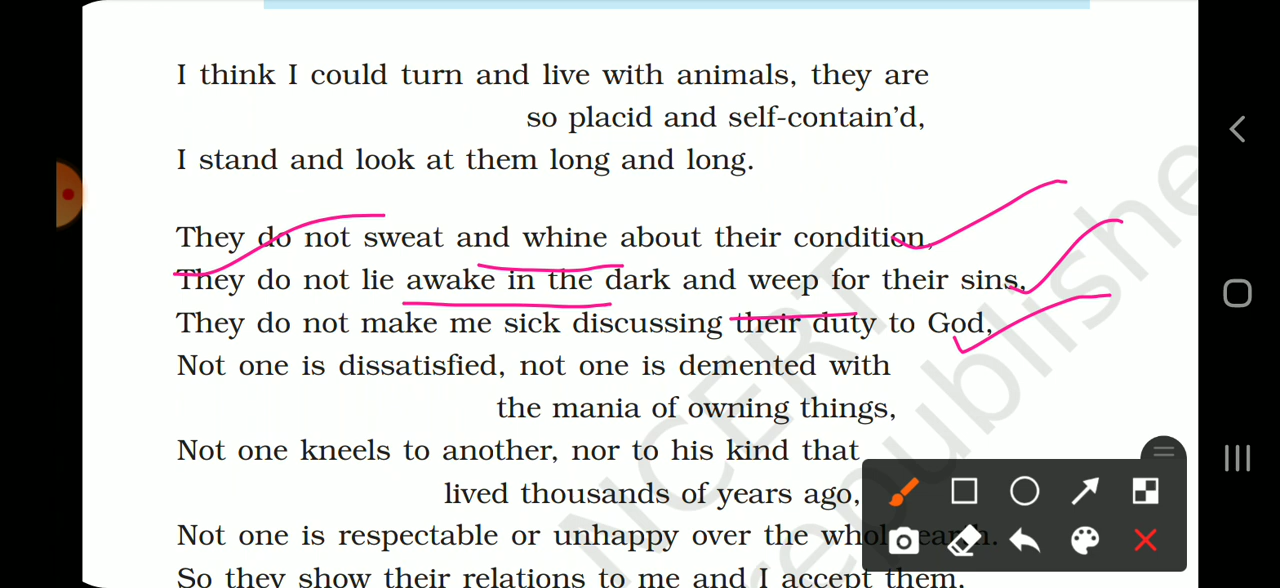 I think I could turn and live with animals, they are
so placid and self-contain'd,
I stand and look at them long and long.
They do not sweat and whine about their condition,
They do not lie awake in the dark and weep for their sins,
They do not make me sick discussing their duty to God,
Not one is dissatisfied, not one is demented with
the mania of owning things,
Not one kneels to another, nor to his kind that
lived thousands of years ago,
Not one is respectable or unhappy over the whole earth.
So they show their relations to me and I accept them,
NCERT
republishe